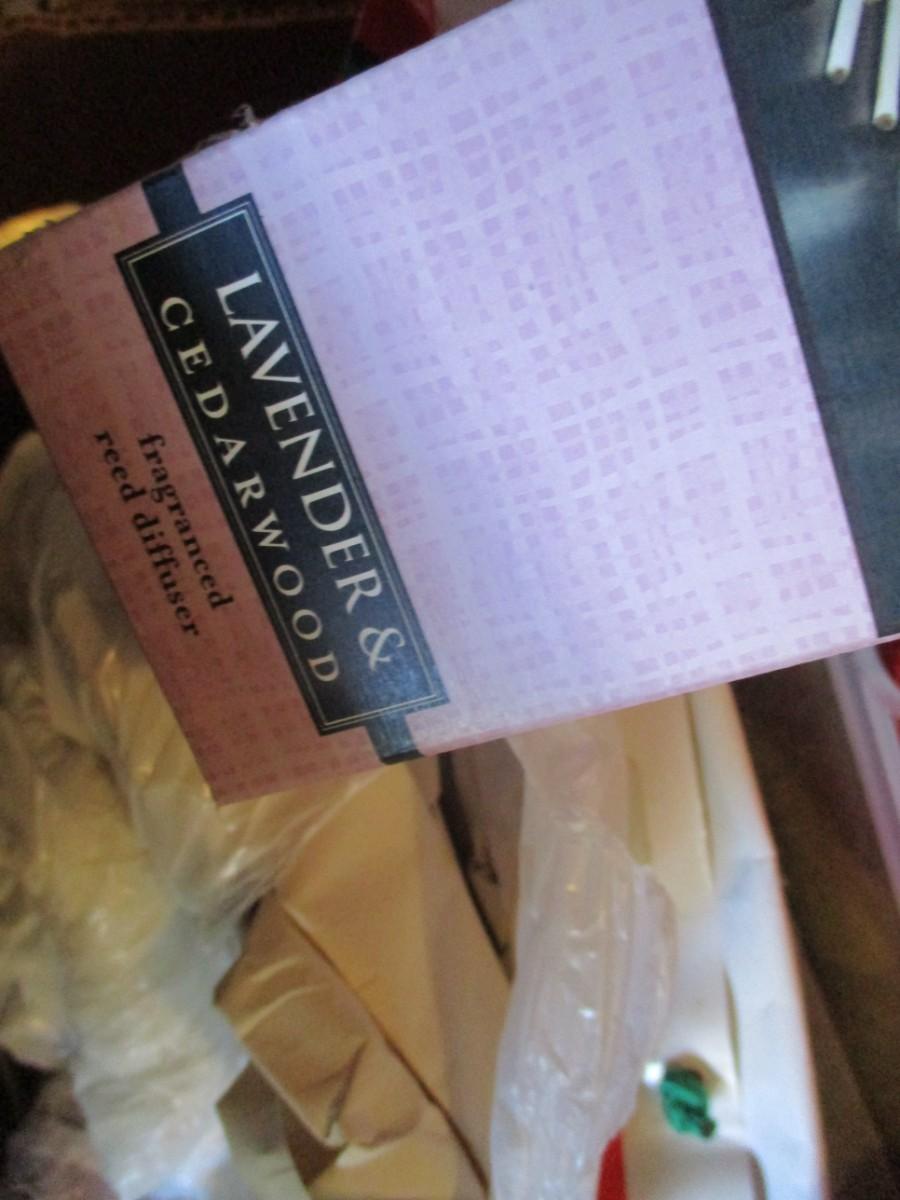 LAVENDER &
CEDARWOOD
fragranced
reed diffuser